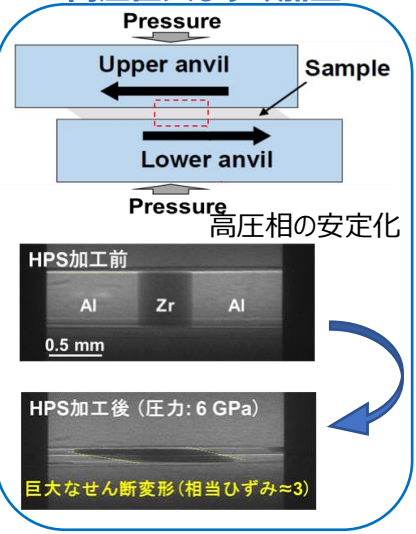 Pressure
Upper anvil
Sample
Lower anvil
Pressure
高圧相の安定化
HPS加工前
Al Zr Al
0.5 mm
HPS加工後（圧力: 6 GPa）
巨大なせん断変形（相当ひずみ≈3）